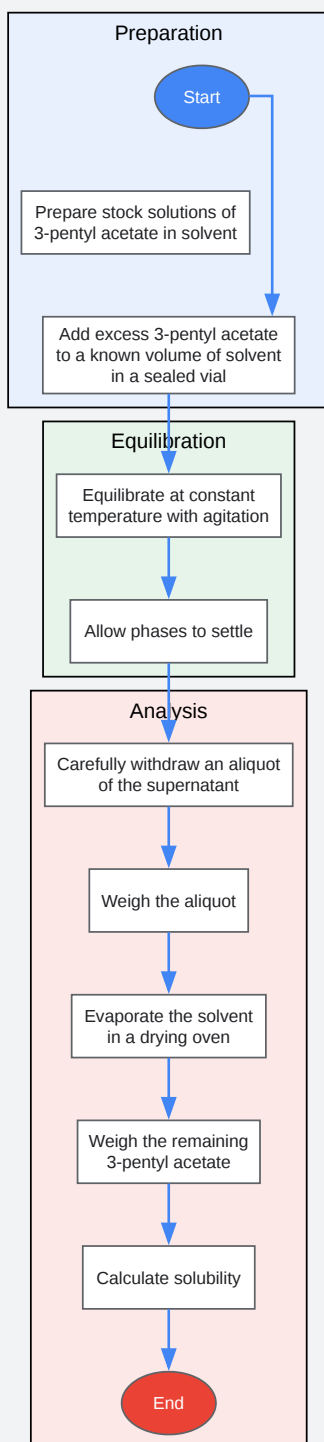 Preparation
Start
Prepare stock solutions of
3-pentyl acetate in solvent
Add excess 3-pentyl acetate
to a known volume of solvent
in a sealed vial
Equilibration
Equilibrate at constant
temperature with agitation
Allow phases to settle
Analysis
Carefully withdraw an aliquot
of the supernatant
Weigh the aliquot
Evaporate the solvent
in a drying oven
Weigh the remaining
3-pentyl acetate
Calculate solubility
End